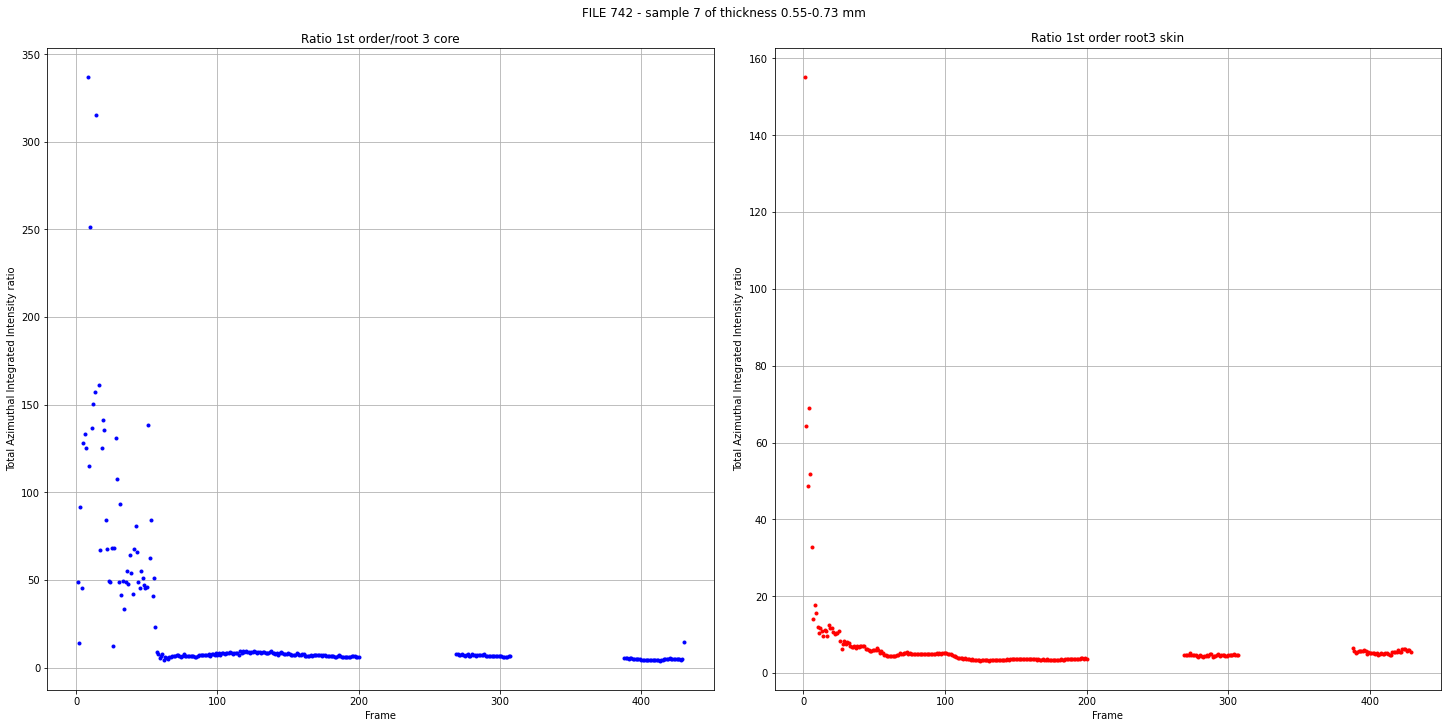 FILE 742 - sample 7 of thickness 0.55-0.73 mm
Ratio 1st order/root 3 core
350
300
250
200
150
100
50
0
Total Azimuthal Integrated Intensity ratio
0 100 200 300 400
Frame
Ratio 1st order root3 skin
160
140
120
100
80
60
40
20
0
Total Azimuthal Integrated Intensity ratio
0 100 200 300 400
Frame